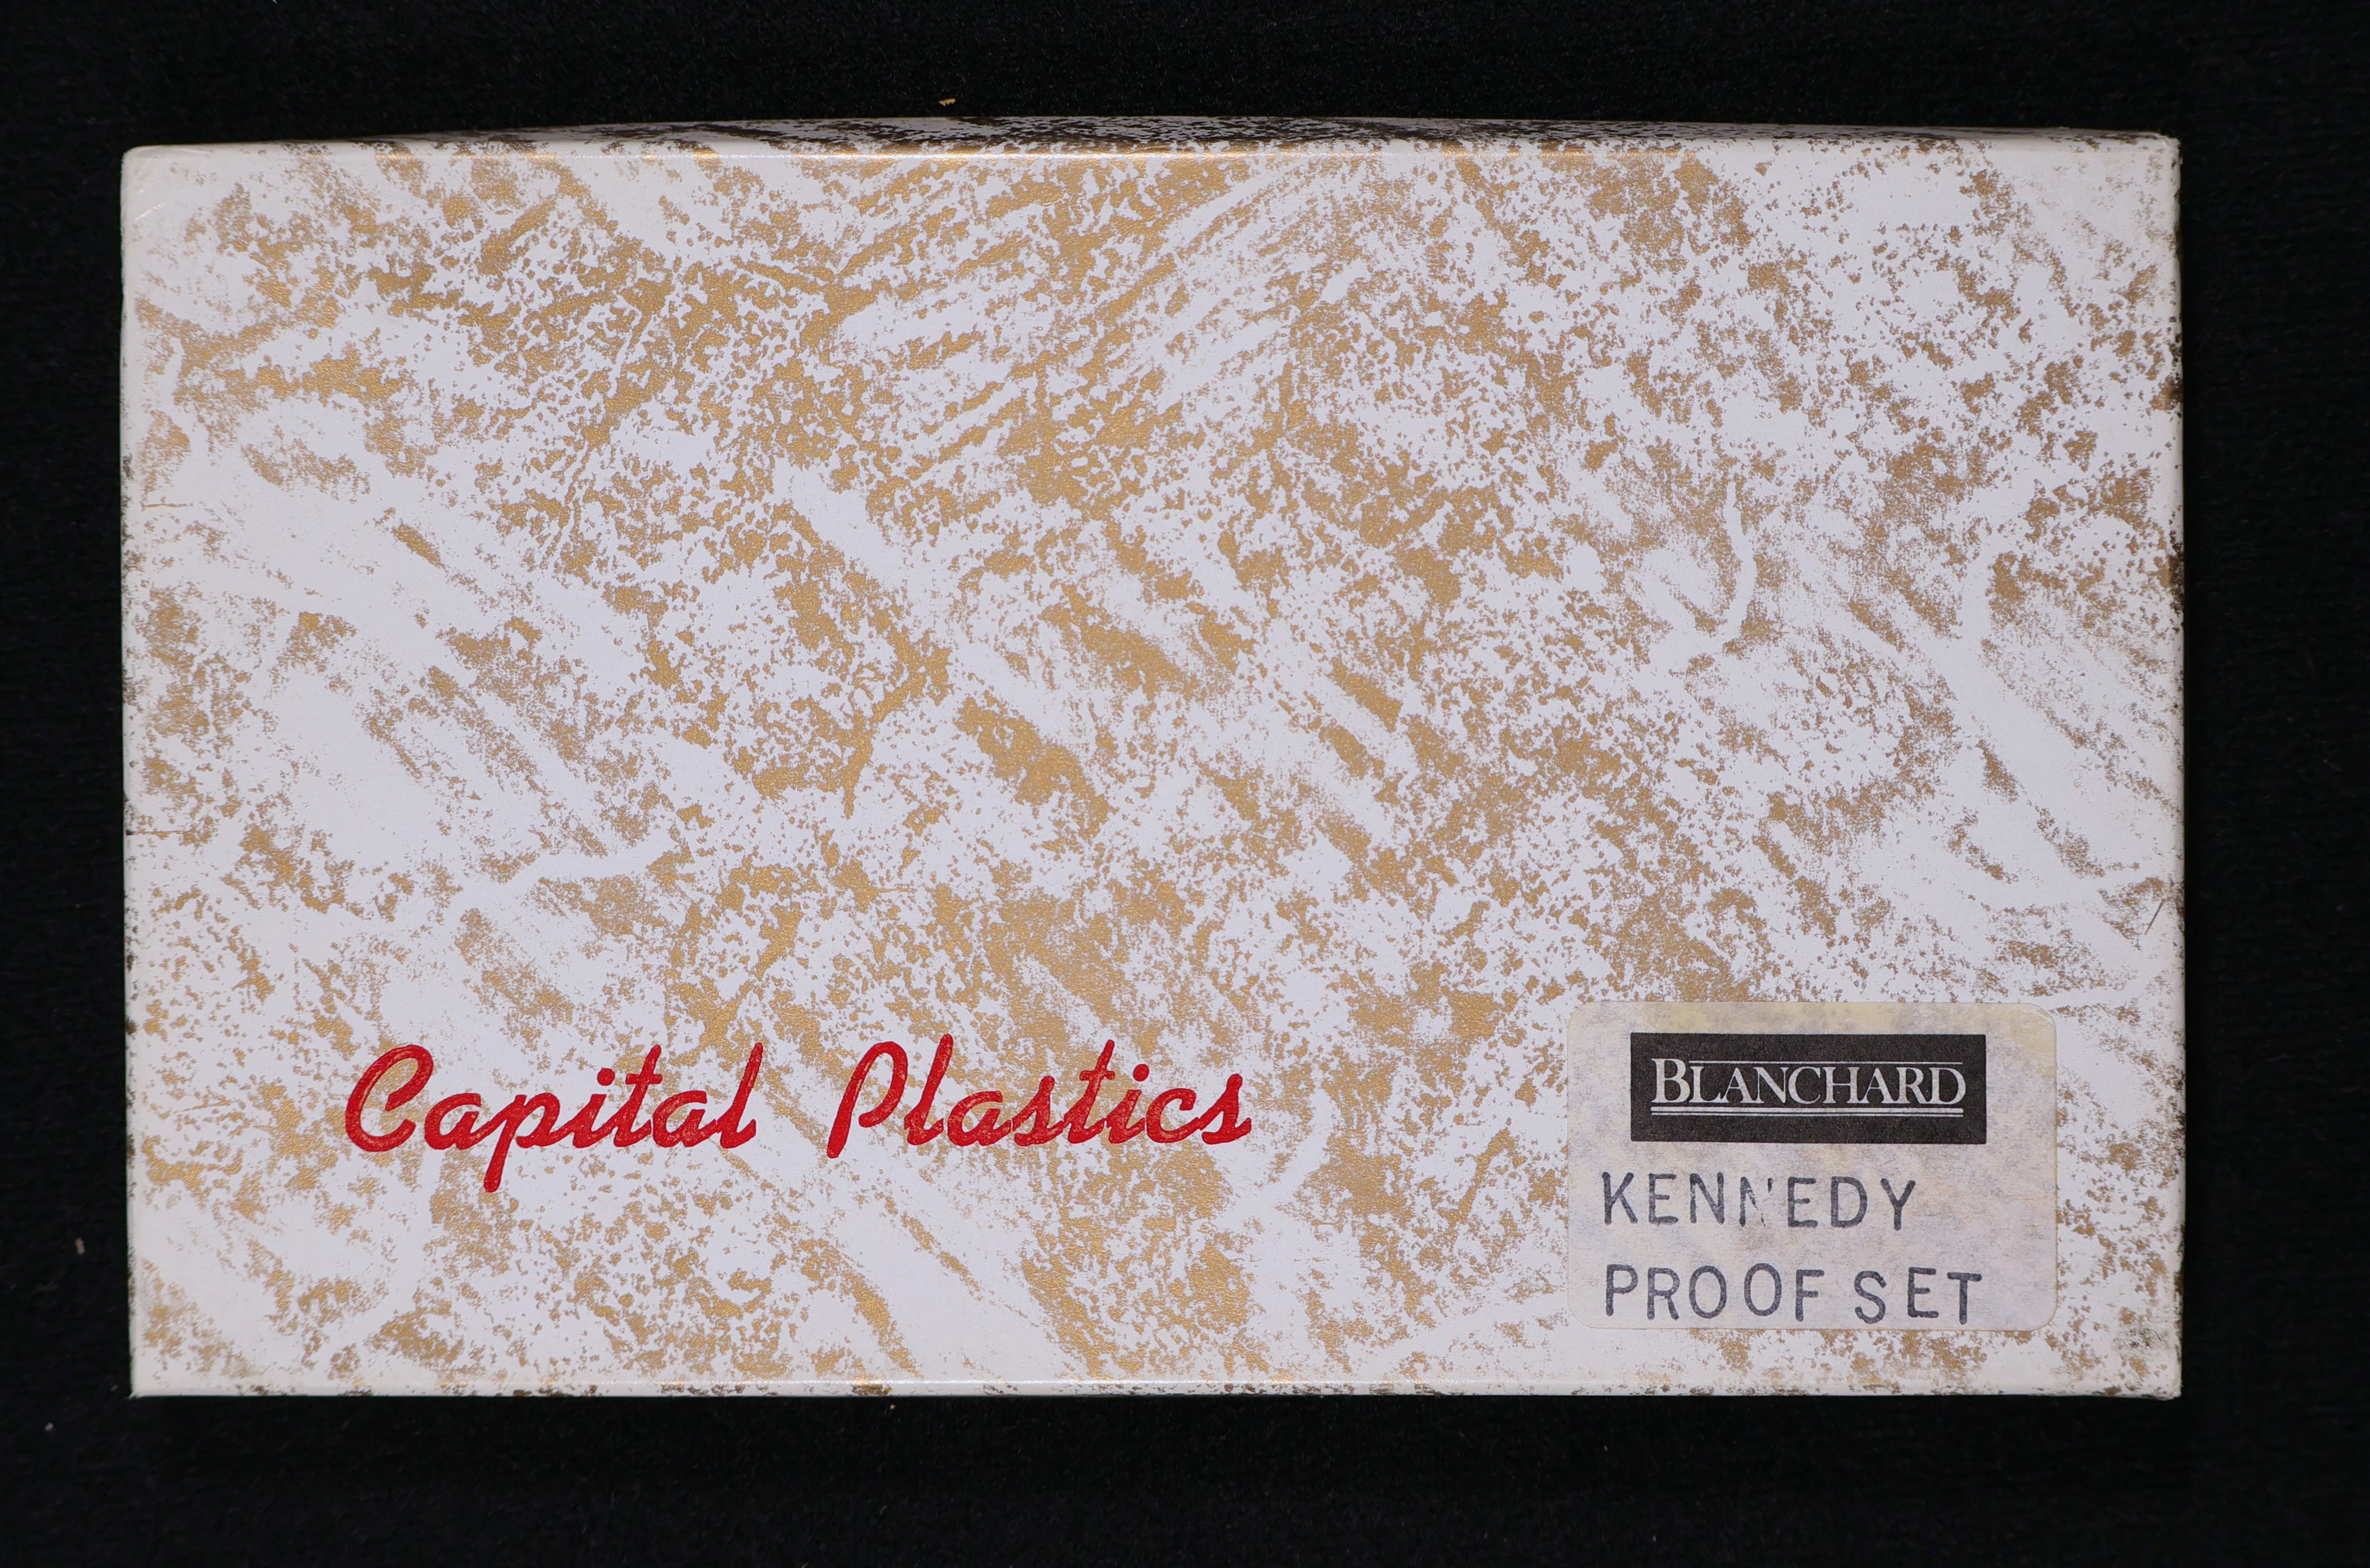 Capital Plastics
BLANCHARD
KENNEDY
PROOF SET